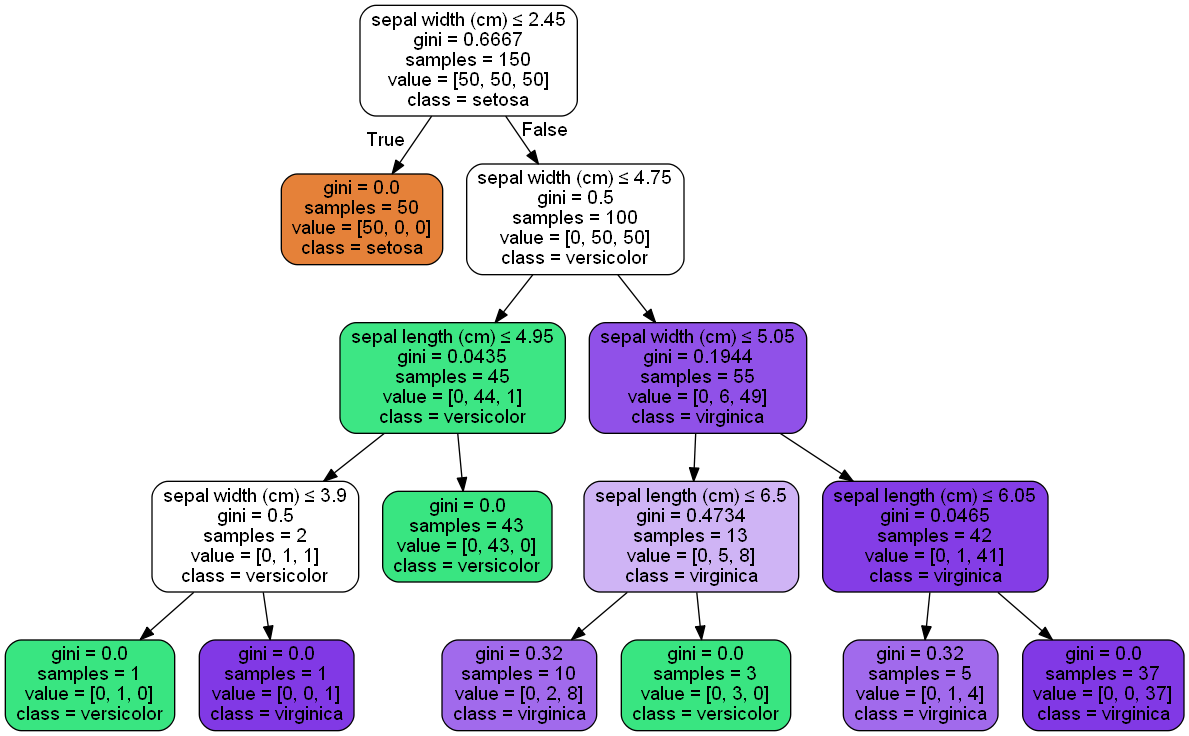 sepal width (cm) ≤ 2.45
gini = 0.6667
samples = 150
value = [50, 50, 50]
class = setosa
True
False
gini = 0.0
samples = 50
value = [50, 0, 0]
class = setosa
sepal width (cm) ≤ 4.75
gini = 0.5
samples = 100
value = [0, 50, 50]
class = versicolor
sepal length (cm) ≤ 4.95
gini = 0.0435
samples = 45
value = [0, 44, 1]
class = versicolor
sepal width (cm) ≤ 5.05
gini = 0.1944
samples = 55
value = [0, 6, 49]
class = virginica
sepal width (cm) ≤ 3.9
gini = 0.5
samples = 2
value = [0, 1, 1]
class = versicolor
gini = 0.0
samples = 43
value = [0, 43, 0]
class = versicolor
sepal length (cm) ≤ 6.5
gini = 0.4734
samples = 13
value = [0, 5, 8]
class = virginica
sepal length (cm) ≤ 6.05
gini = 0.0465
samples = 42
value = [0, 1, 41]
class = virginica
gini = 0.0
samples = 1
value = [0, 1, 0]
class = versicolor
gini = 0.0
samples = 1
value = [0, 0, 1]
class = virginica
gini = 0.32
samples = 10
value = [0, 2, 8]
class = virginica
gini = 0.0
samples = 3
value = [0, 3, 0]
class = versicolor
gini = 0.32
samples = 5
value = [0, 1, 4]
class = virginica
gini = 0.0
samples = 37
value = [0, 0, 37]
class = virginica